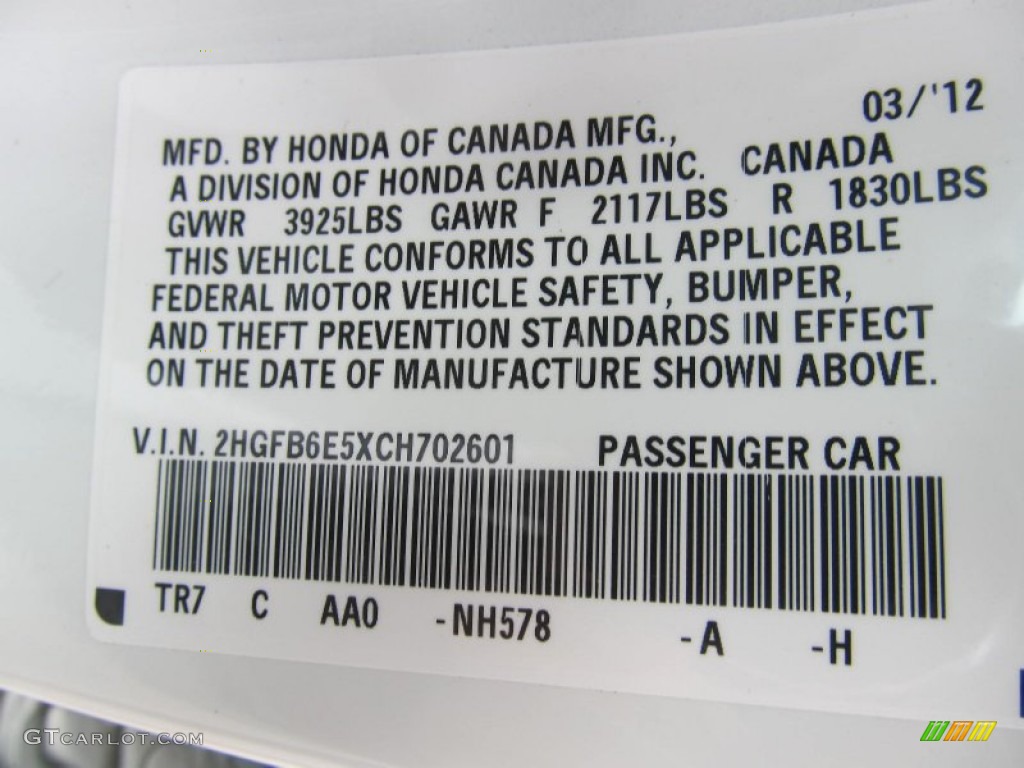 03/'12
MFD. BY HONDA OF CANADA MFG.,
A DIVISION OF HONDA CANADA INC. CANADA
GVWR 3925LBS GAWR F 2117LBS R 1830LBS
THIS VEHICLE CONFORMS TO ALL APPLICABLE
FEDERAL MOTOR VEHICLE SAFETY, BUMPER,
AND THEFT PREVENTION STANDARDS IN EFFECT
ON THE DATE OF MANUFACTURE SHOWN ABOVE.
V.I.N. 2HGFB6E5XCH702601 PASSENGER CAR
TR7 C AA0 -NH578 -A -H
GTCARLOT.COM